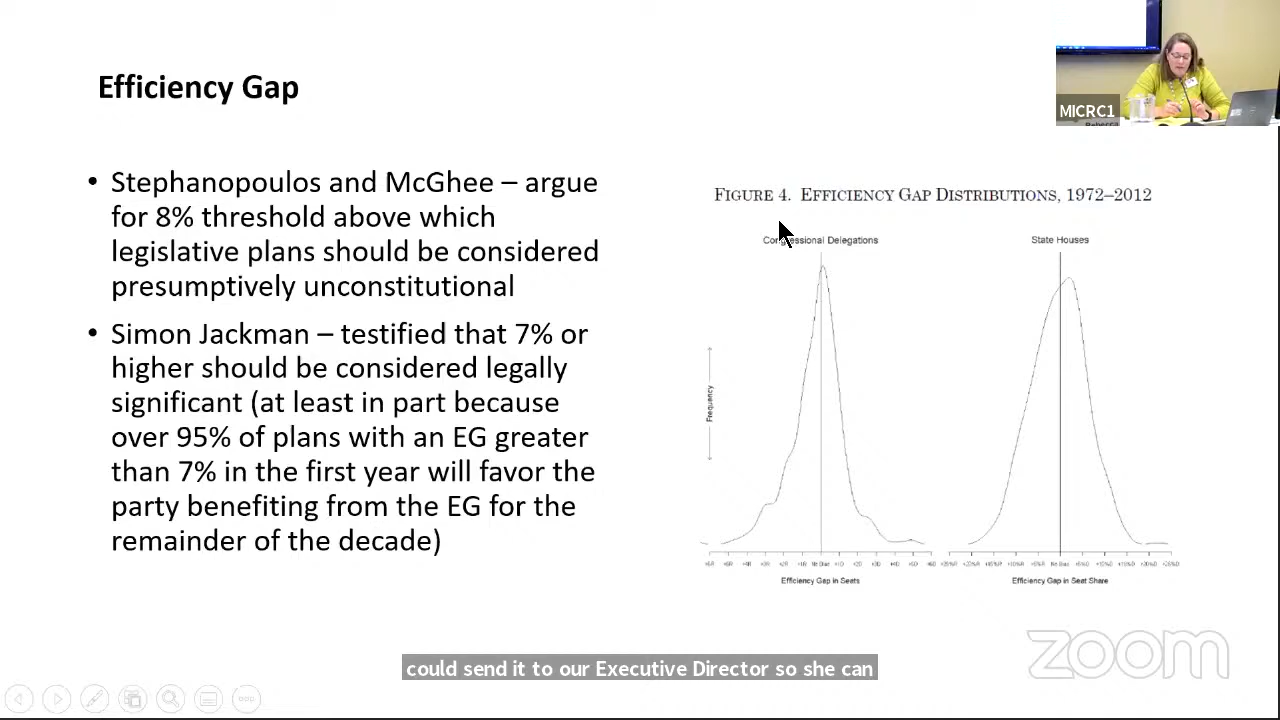 Efficiency Gap
MICRC1
• Stephanopoulos and McGhee – argue
for 8% threshold above which
legislative plans should be considered
presumptively unconstitutional
• Simon Jackman – testified that 7% or
higher should be considered legally
significant (at least in part because
over 95% of plans with an EG greater
than 7% in the first year will favor the
party benefiting from the EG for the
remainder of the decade)
FIGURE 4. EFFICIENCY GAP DISTRIBUTIONS, 1972–2012
Congressional Delegations
State Houses
Frequency
No Bias
No Bias
Efficiency Gap in Seats
Efficiency Gap in Seat Share
zoom
could send it to our Executive Director so she can